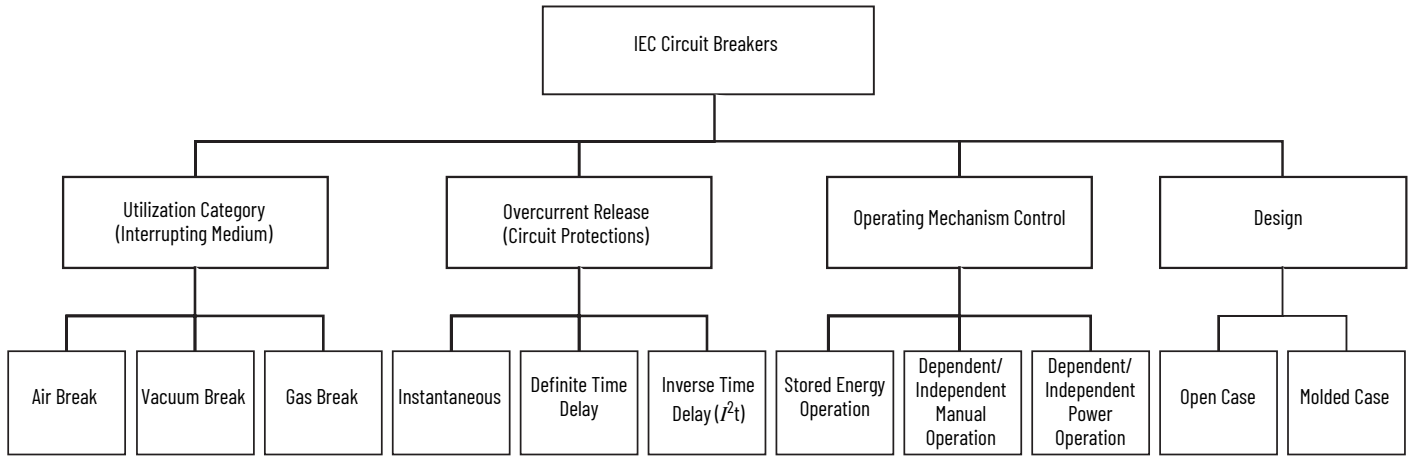 IEC Circuit Breakers
Utilization Category
(Interrupting Medium)
Overcurrent Release
(Circuit Protections)
Operating Mechanism Control
Design
Air Break
Vacuum Break
Gas Break
Instantaneous
Definite Time
Delay
Inverse Time
Delay (I²t)
Stored Energy
Operation
Dependent/
Independent
Manual
Operation
Dependent/
Independent
Power
Operation
Open Case
Molded Case